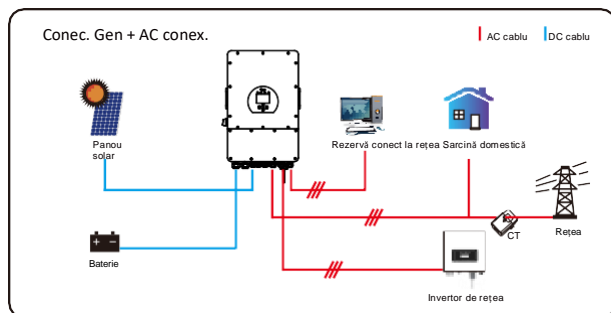 Conec. Gen + AC conex.
AC cablu
DC cablu
Panou
solar
Rezervă conect la rețea
Sarcină domestică
CT
Rețea
Baterie
Invertor de rețea